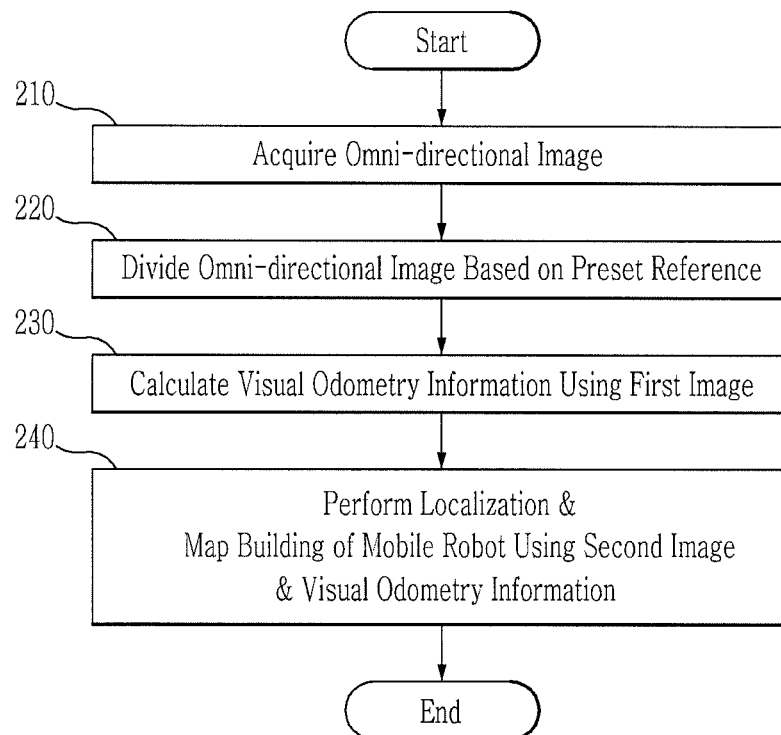 Start
210
Acquire Omni-directional Image
220
Divide Omni-directional Image Based on Preset Reference
230
Calculate Visual Odometry Information Using First Image
240
Perform Localization &
Map Building of Mobile Robot Using Second Image
& Visual Odometry Information
End